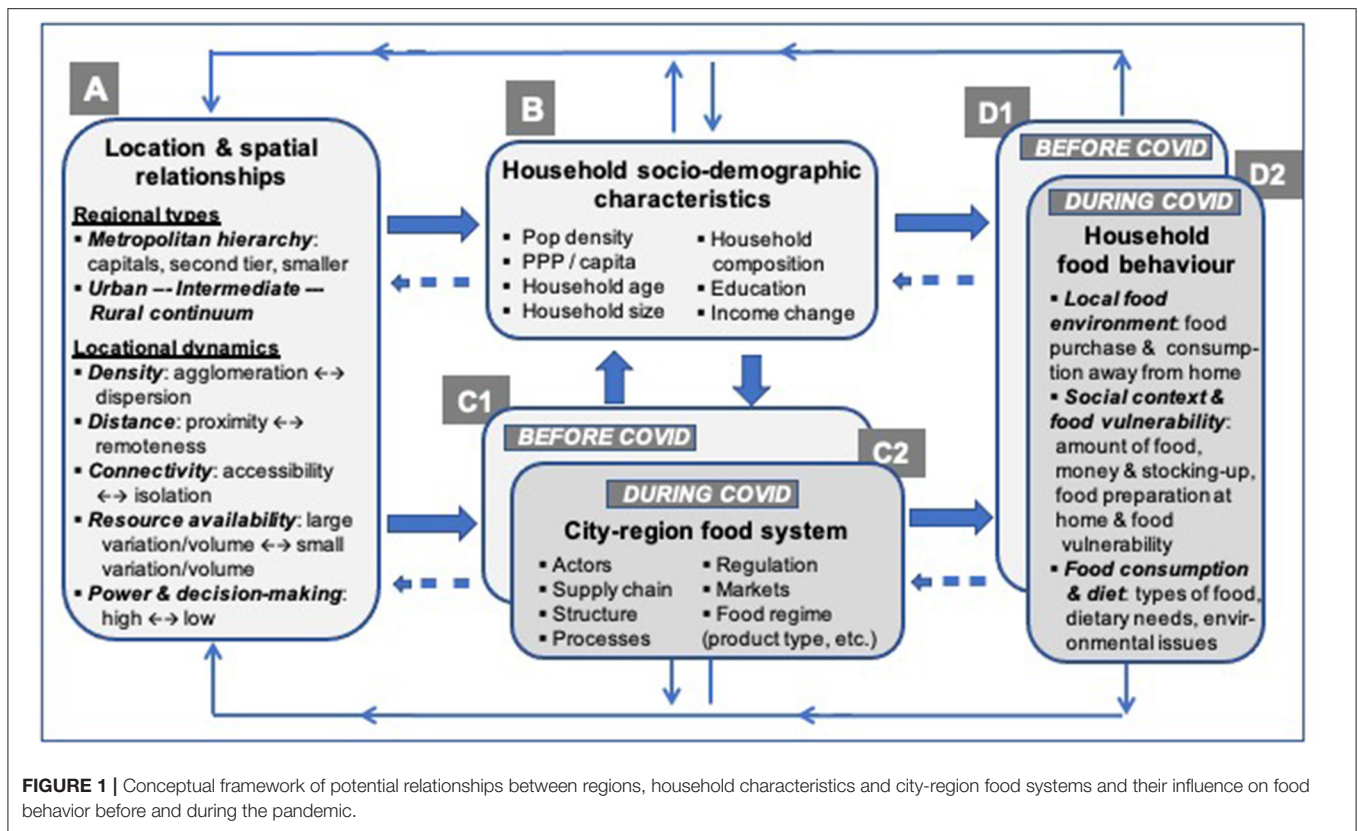 A
Location & spatial
relationships
Regional types
▪ Metropolitan hierarchy:
capitals, second tier, smaller
▪ Urban --- Intermediate ---
Rural continuum
Locational dynamics
▪ Density: agglomeration ←→
dispersion
▪ Distance: proximity ←→
remoteness
▪ Connectivity: accessibility
←→ isolation
▪ Resource availability: large
variation/volume ←→ small
variation/volume
▪ Power & decision-making:
high ←→ low
B
Household socio-demographic
characteristics
▪ Pop density
▪ PPP / capita
▪ Household age
▪ Household size
▪ Household
composition
▪ Education
▪ Income change
C1
BEFORE COVID
C2
DURING COVID
City-region food system
▪ Actors
▪ Supply chain
▪ Structure
▪ Processes
▪ Regulation
▪ Markets
▪ Food regime
(product type, etc.)
D1
BEFORE COVID
D2
DURING COVID
Household
food behaviour
▪ Local food
environment: food
purchase & consump-
tion away from home
▪ Social context &
food vulnerability:
amount of food,
money & stocking-up,
food preparation at
home & food
vulnerability
▪ Food consumption
& diet: types of food,
dietary needs, envir-
onmental issues
FIGURE 1 | Conceptual framework of potential relationships between regions, household characteristics and city-region food systems and their influence on food
behavior before and during the pandemic.